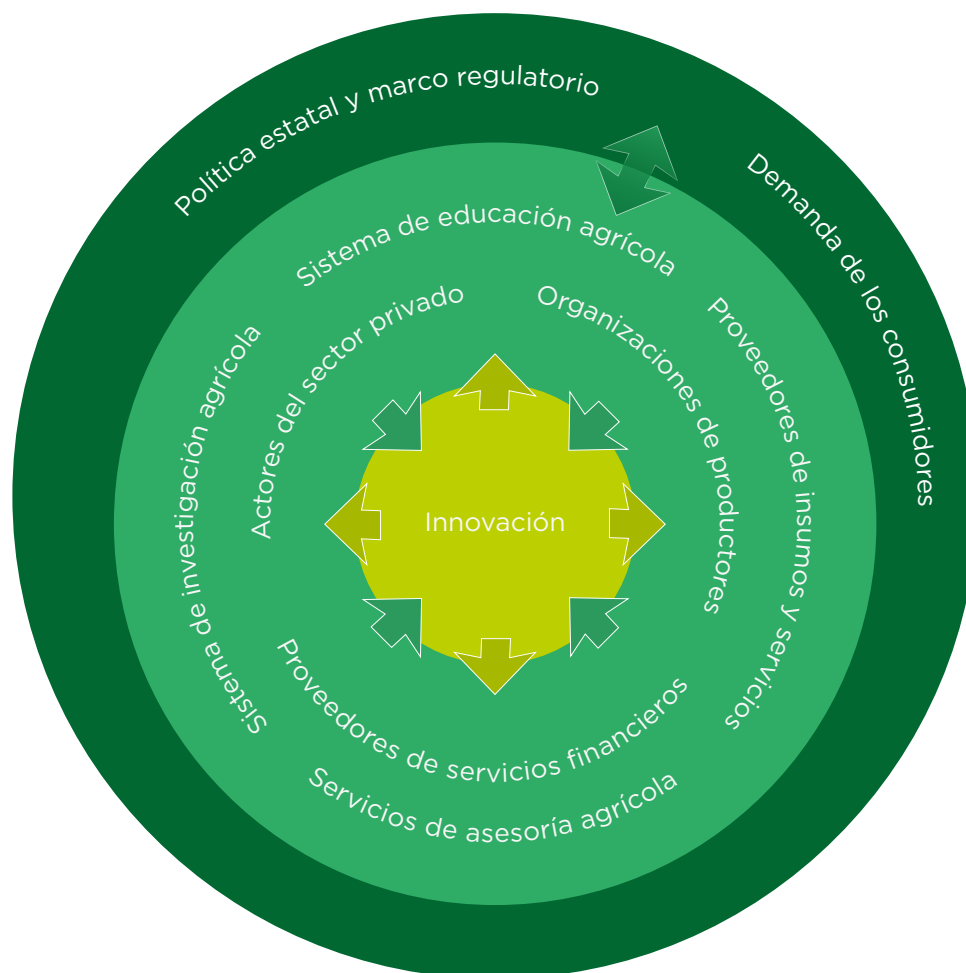 Política estatal y marco regulatorio
Demanda de los consumidores
Sistema de educación agrícola
Proveedores de insumos y servicios
Sistema de investigación agrícola
Servicios de asesoría agrícola
Actores del sector privado
Organizaciones de productores
Proveedores de servicios financieros
Innovación